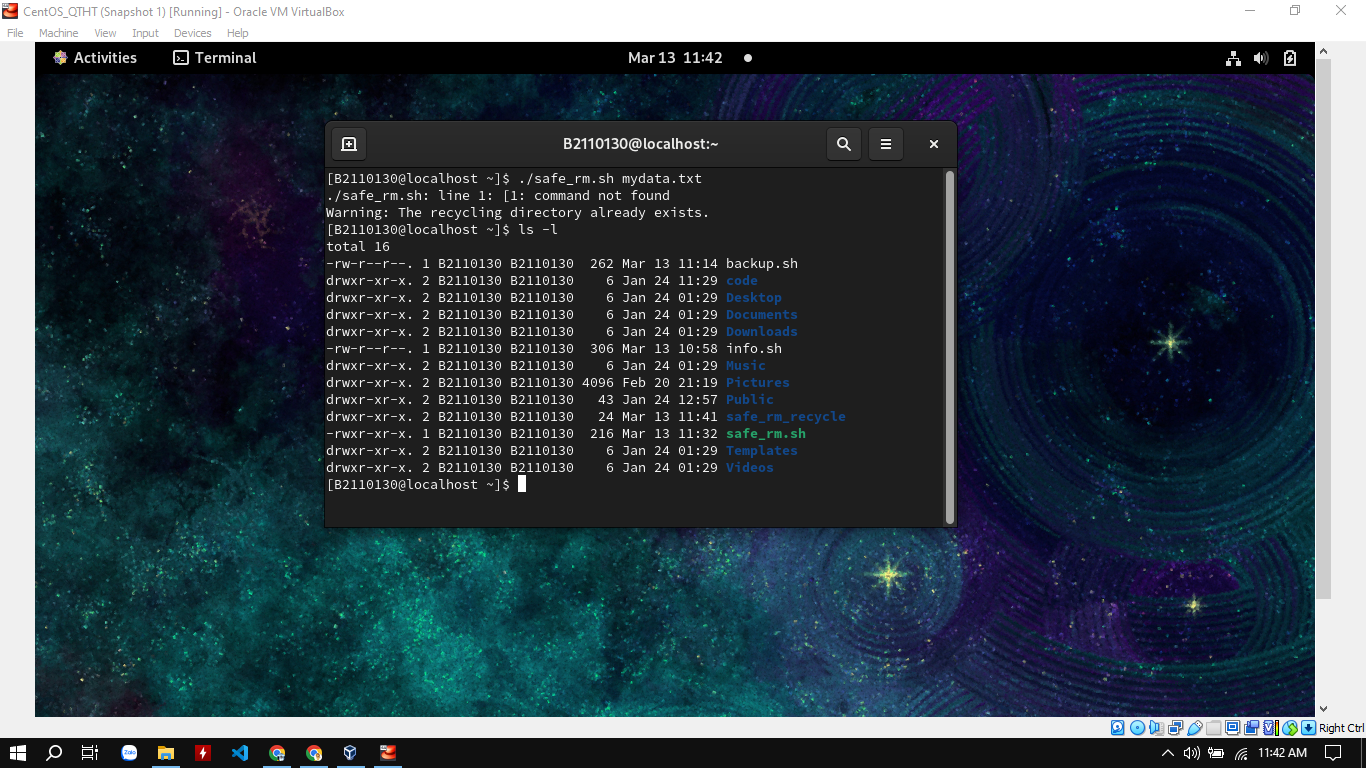 CentOS_QTHT (Snapshot 1) [Running] - Oracle VM VirtualBox
File Machine View Input Devices Help
Activities Terminal Mar 13 11:42
B2110130@localhost:~
[B2110130@localhost ~]$ ./safe_rm.sh mydata.txt
./safe_rm.sh: line 1: [1: command not found
Warning: The recycling directory already exists.
[B2110130@localhost ~]$ ls -l
total 16
-rw-r--r--. 1 B2110130 B2110130  262 Mar 13 11:14 backup.sh
drwxr-xr-x. 2 B2110130 B2110130    6 Jan 24 11:29 code
drwxr-xr-x. 2 B2110130 B2110130    6 Jan 24 01:29 Desktop
drwxr-xr-x. 2 B2110130 B2110130    6 Jan 24 01:29 Documents
drwxr-xr-x. 2 B2110130 B2110130    6 Jan 24 01:29 Downloads
-rw-r--r--. 1 B2110130 B2110130  306 Mar 13 10:58 info.sh
drwxr-xr-x. 2 B2110130 B2110130    6 Jan 24 01:29 Music
drwxr-xr-x. 2 B2110130 B2110130 4096 Feb 20 21:19 Pictures
drwxr-xr-x. 2 B2110130 B2110130   43 Jan 24 12:57 Public
drwxr-xr-x. 2 B2110130 B2110130   24 Mar 13 11:41 safe_rm_recycle
-rwxr-xr-x. 1 B2110130 B2110130  216 Mar 13 11:32 safe_rm.sh
drwxr-xr-x. 2 B2110130 B2110130    6 Jan 24 01:29 Templates
drwxr-xr-x. 2 B2110130 B2110130    6 Jan 24 01:29 Videos
[B2110130@localhost ~]$
Right Ctrl
Zalo
11:42 AM